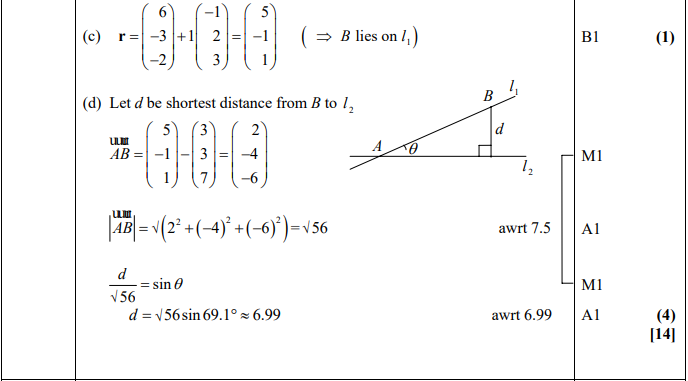 (c) r = (6, −3, −2) + 1(−1, 2, 3) = (5, −1, 1) ( ⇒ B lies on l₁) B1 (1)
(d) Let d be shortest distance from B to l₂
AB = (5, −1, 1) − (3, 3, 7) = (2, −4, −6) M1
B l₁
d
A θ
l₂
|AB| = √(2² + (−4)² + (−6)²) = √56 awrt 7.5 A1
d/√56 = sin θ M1
d = √56 sin 69.1° ≈ 6.99 awrt 6.99 A1 (4)
[14]